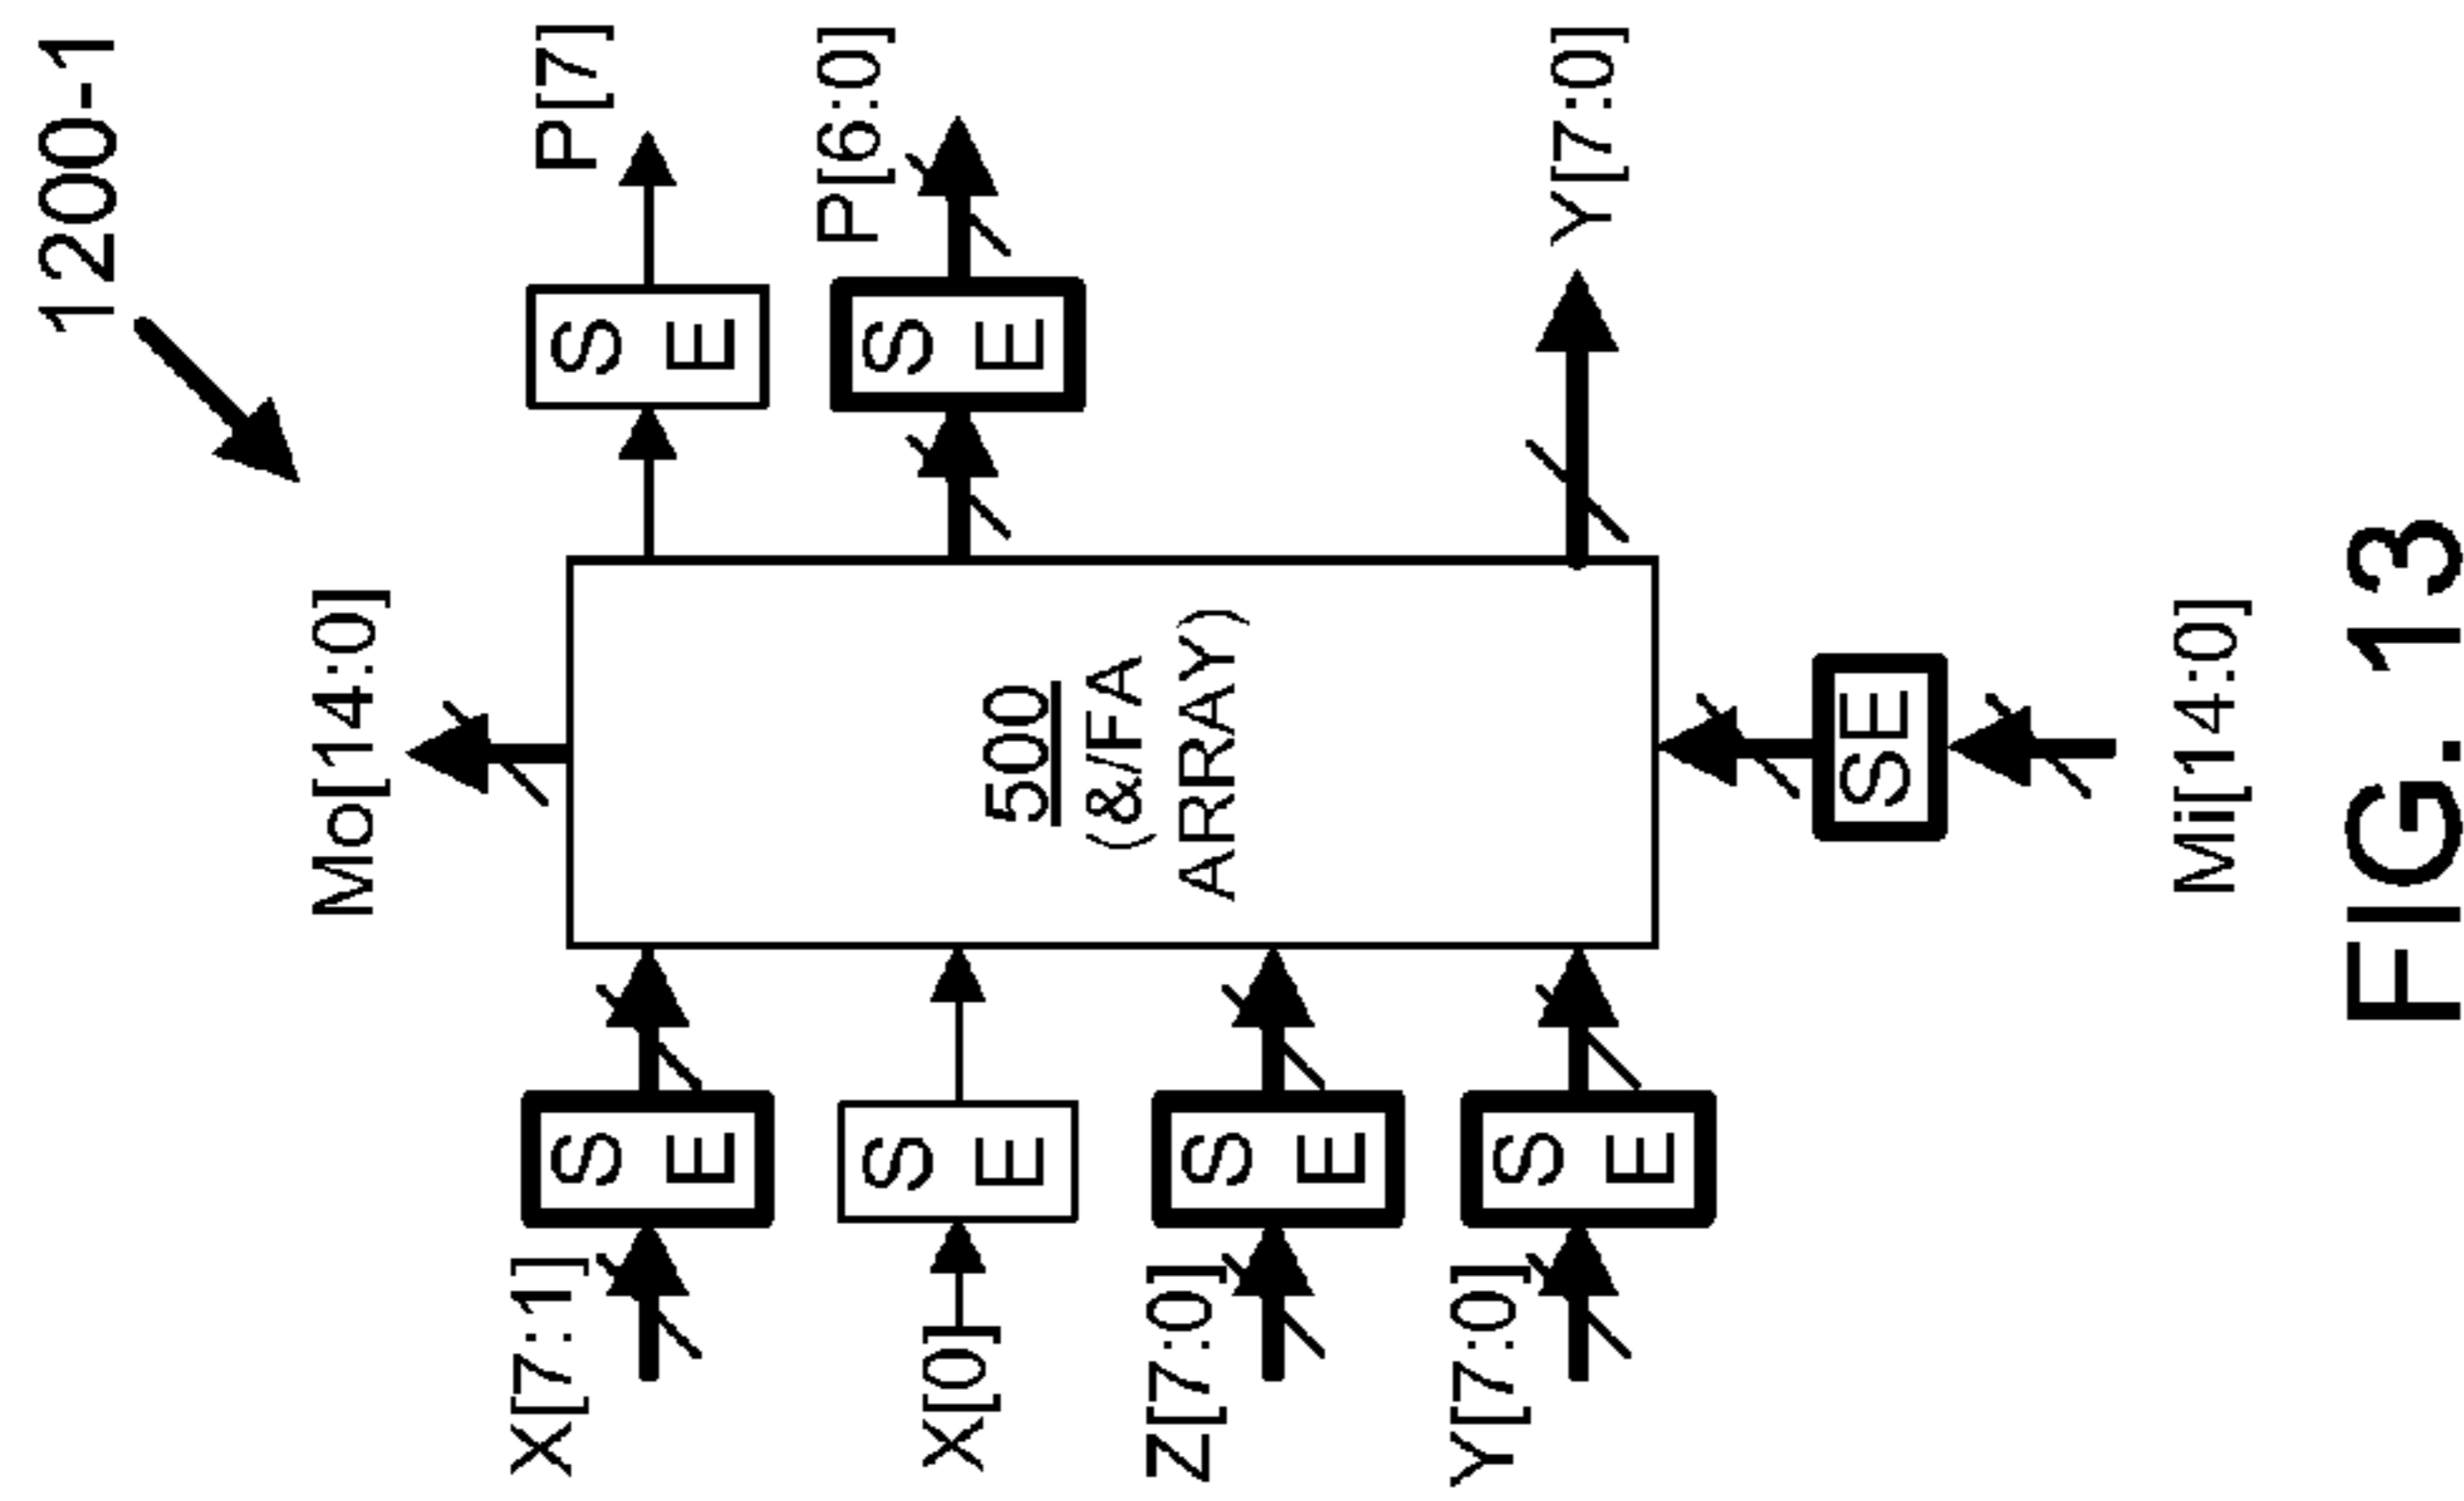 1200-1
Mo[14:0]
X[7:1]
S
E
S
E
P[7]
X[0]
S
E
S
E
P[6:0]
500
(&/FA
ARRAY)
Z[7:0]
S
E
Y[7:0]
S
E
Y[7:0]
SE
Mi[14:0]
FIG. 13